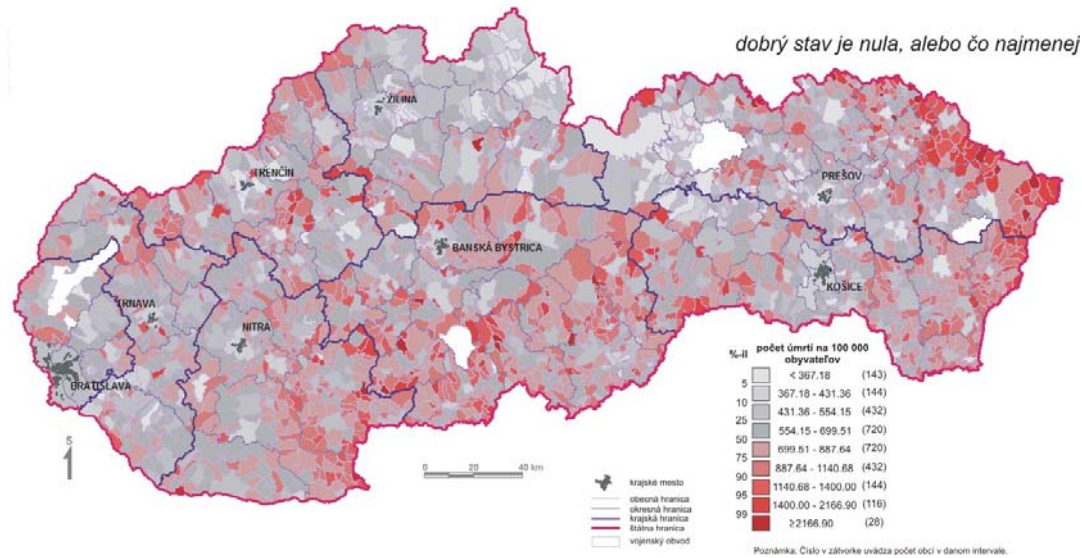 dobrý stav je nula, alebo čo najmenej
ŽILINA
TRENČÍN
PREŠOV
BANSKÁ BYSTRICA
KOŠICE
TRNAVA
NITRA
BRATISLAVA
S
0 20 40 km
krajské mesto
obecná hranica
okresná hranica
krajská hranica
štátna hranica
vojenský obvod
%-il počet úmrtí na 100 000
obyvateľov
< 367.18 (143)
5
367.18 - 431.36 (144)
10
431.36 - 554.15 (432)
25
554.15 - 699.51 (720)
50
699.51 - 887.64 (720)
75
887.64 - 1140.68 (432)
90
1140.68 - 1400.00 (144)
95
1400.00 - 2166.90 (116)
99
≥2166.90 (28)
Poznámka: Číslo v zátvorke uvádza počet obcí v danom intervale.